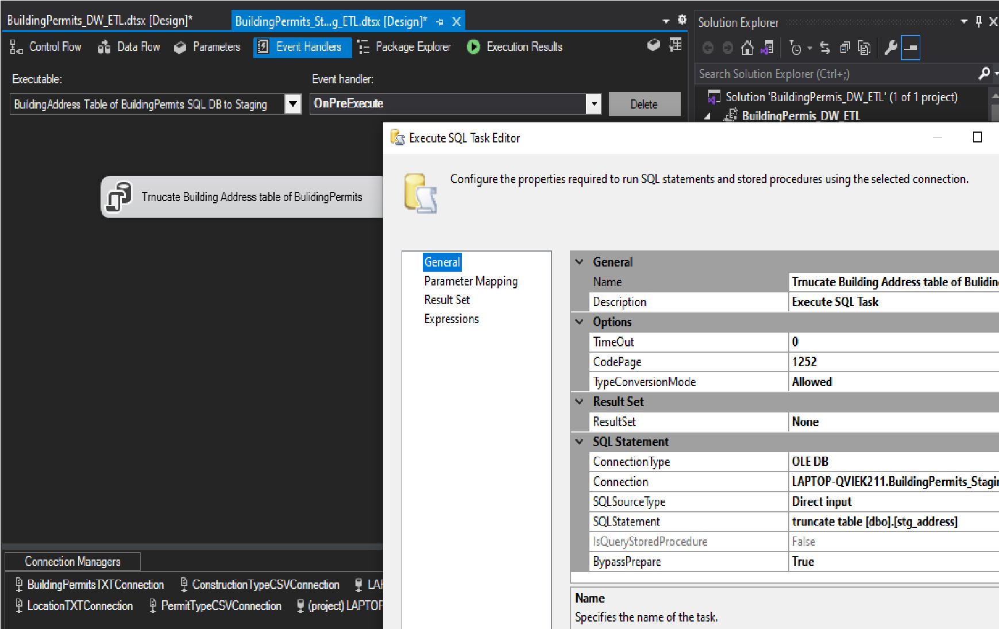 BuildingPermits_DW_ETL.dtsx [Design]*
BuildingPermits_St...g_ETL.dtsx [Design]*
Control Flow
Data Flow
Parameters
Event Handlers
Package Explorer
Execution Results
Executable:
Event handler:
BuildingAddress Table of BuildingPermits SQL DB to Staging
OnPreExecute
Delete
Solution Explorer
Search Solution Explorer (Ctrl+;)
Solution 'BuildingPermis_DW_ETL' (1 of 1 project)
BuildingPermis_DW_ETL
Trnucate Building Address table of BulidingPermits
Execute SQL Task Editor
Configure the properties required to run SQL statements and stored procedures using the selected connection.
General
Parameter Mapping
Result Set
Expressions
General
Name Trnucate Building Address table of Bulidin
Description Execute SQL Task
Options
TimeOut 0
CodePage 1252
TypeConversionMode Allowed
Result Set
ResultSet None
SQL Statement
ConnectionType OLE DB
Connection LAPTOP-QVIEK211.BuildingPermits_Stagi
SQLSourceType Direct input
SQLStatement truncate table [dbo].[stg_address]
IsQueryStoredProcedure False
BypassPrepare True
Name
Specifies the name of the task.
Connection Managers
BuildingPermitsTXTConnection
ConstructionTypeCSVConnection
LAP
LocationTXTConnection
PermitTypeCSVConnection
(project) LAPTOP